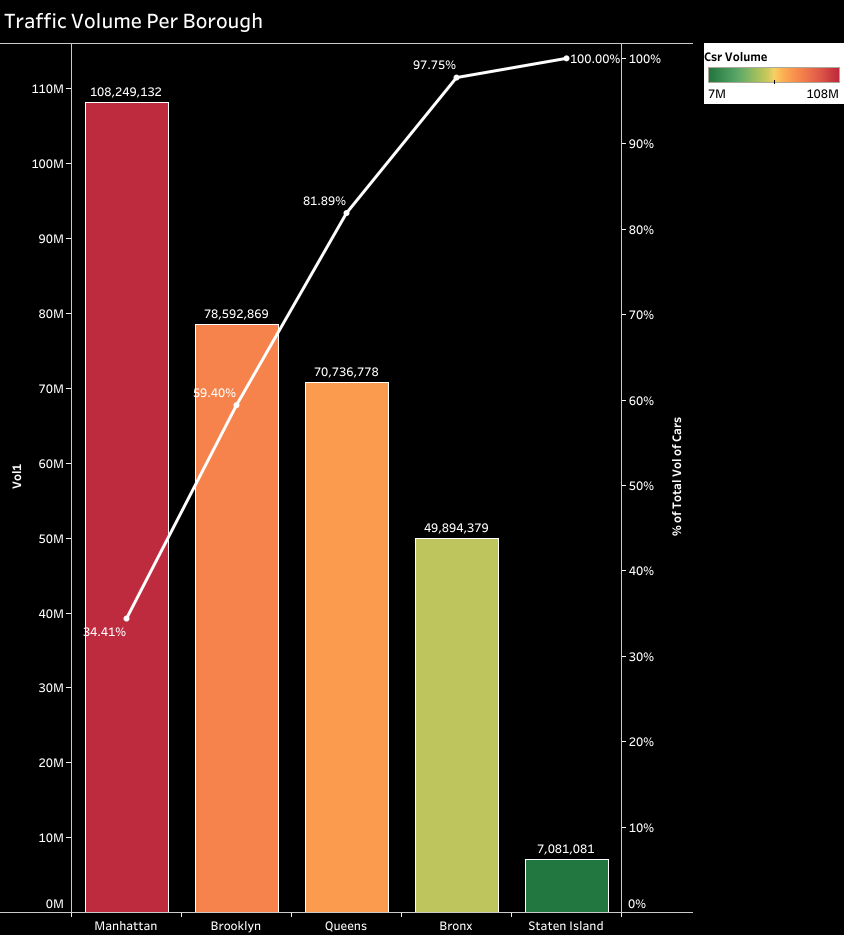 Traffic Volume Per Borough
Csr Volume
7M 108M
110M
100M
90M
80M
70M
60M
50M
40M
30M
20M
10M
0M
Vol1
108,249,132
78,592,869
70,736,778
49,894,379
7,081,081
34.41%
59.40%
81.89%
97.75%
100.00%
100%
90%
80%
70%
60%
50%
40%
30%
20%
10%
0%
% of Total Vol of Cars
Manhattan Brooklyn Queens Bronx Staten Island